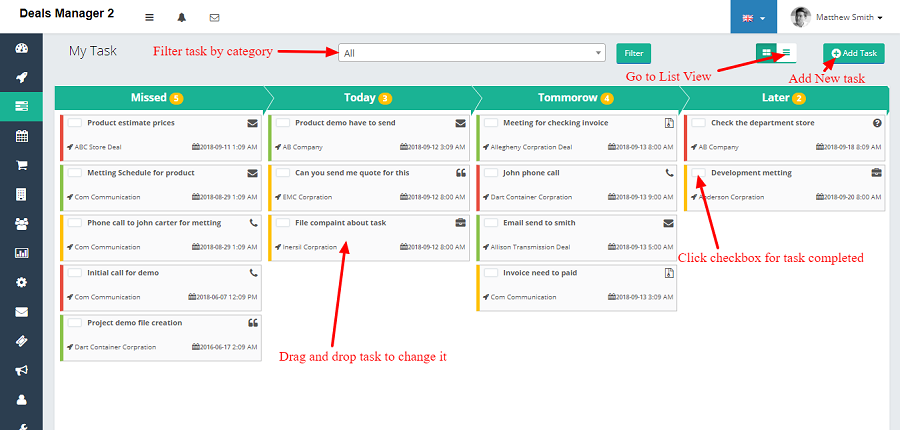 Deals Manager 2
Matthew Smith
My Task
Filter task by category
All
Filter
Add Task
Go to List View
Add New task
Missed 5
Today 3
Tommorow 4
Later 2
Product estimate prices
ABC Store Deal 2018-09-11 1:09 AM
Metting Schedule for product
Com Communication 2018-08-29 1:09 AM
Phone call to john carter for metting
Com Communication 2018-08-29 1:09 AM
Initial call for demo
Com Communication 2018-06-07 12:09 PM
Project demo file creation
Dart Container Corpration 2016-06-17 2:09 AM
Product demo have to send
AB Company 2018-09-12 3:09 AM
Can you send me quote for this
EMC Corpration 2018-09-12 8:00 AM
File compaint about task
Inersil Corpration 2018-09-12 8:00 AM
Drag and drop task to change it
Meeting for checking invoice
Allegheny Corpration Deal 2018-09-13 8:00 AM
John phone call
Dart Container Corpration 2018-09-13 9:00 AM
Email send to smith
Allison Transmission Deal 2018-09-13 5:00 AM
Invoice need to paid
Com Communication 2018-09-13 3:09 AM
Check the department store
AB Company 2018-09-18 8:09 AM
Development metting
Anderson Corpration 2018-09-20 8:00 AM
Click checkbox for task completed